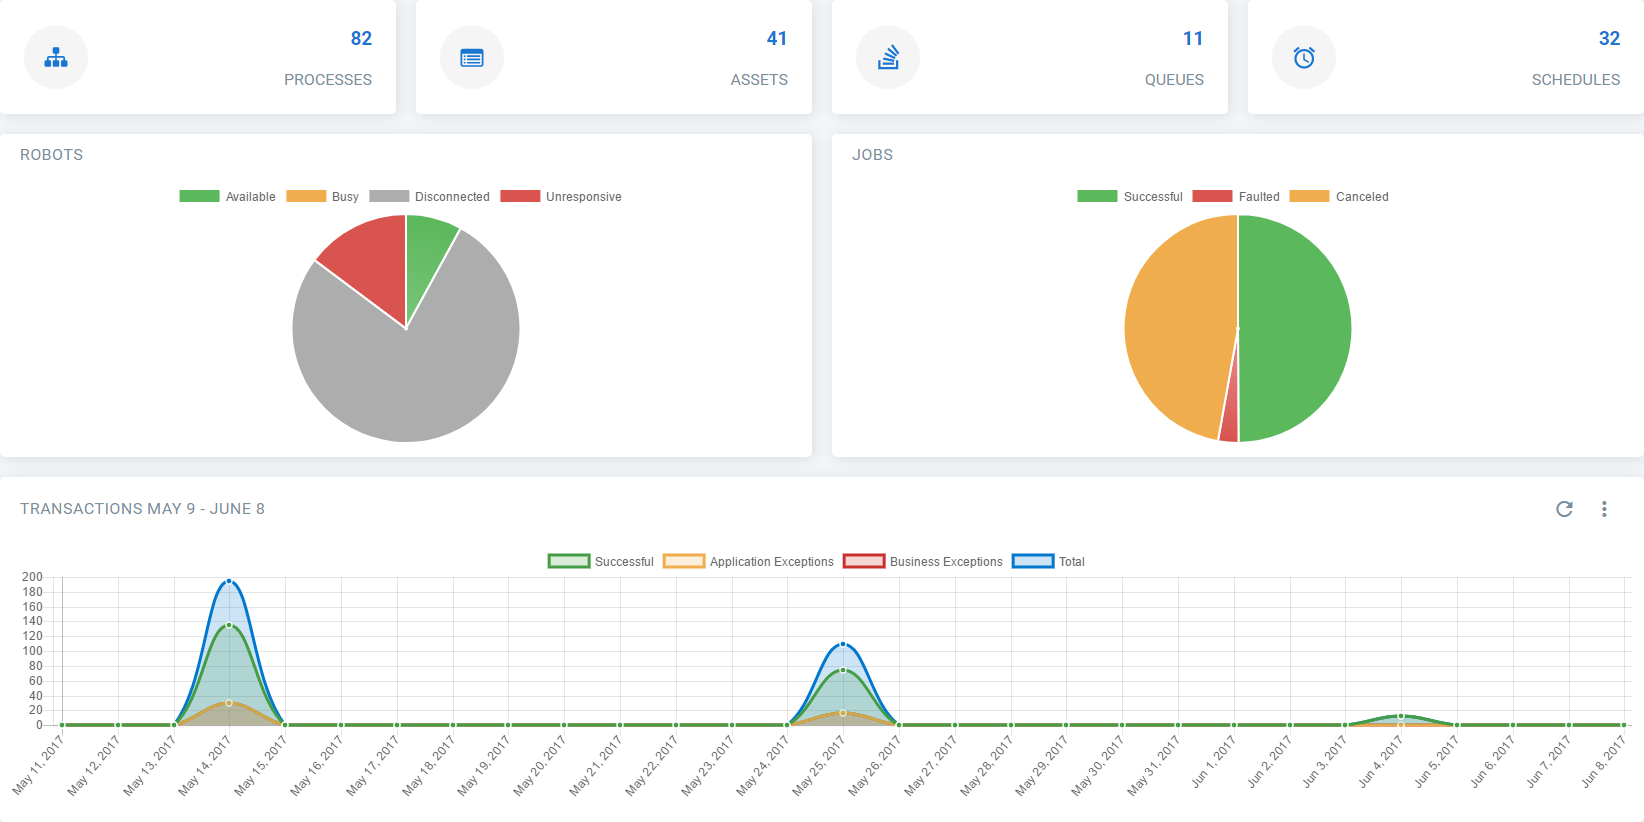 82
PROCESSES
41
ASSETS
11
QUEUES
32
SCHEDULES
ROBOTS
Available Busy Disconnected Unresponsive
JOBS
Successful Faulted Canceled
TRANSACTIONS MAY 9 - JUNE 8
Successful Application Exceptions Business Exceptions Total
200
180
160
140
120
100
80
60
40
20
0
May 11, 2017
May 12, 2017
May 13, 2017
May 14, 2017
May 15, 2017
May 16, 2017
May 17, 2017
May 18, 2017
May 19, 2017
May 20, 2017
May 21, 2017
May 22, 2017
May 23, 2017
May 24, 2017
May 25, 2017
May 26, 2017
May 27, 2017
May 28, 2017
May 29, 2017
May 30, 2017
May 31, 2017
Jun 1, 2017
Jun 2, 2017
Jun 3, 2017
Jun 4, 2017
Jun 5, 2017
Jun 6, 2017
Jun 7, 2017
Jun 8, 2017